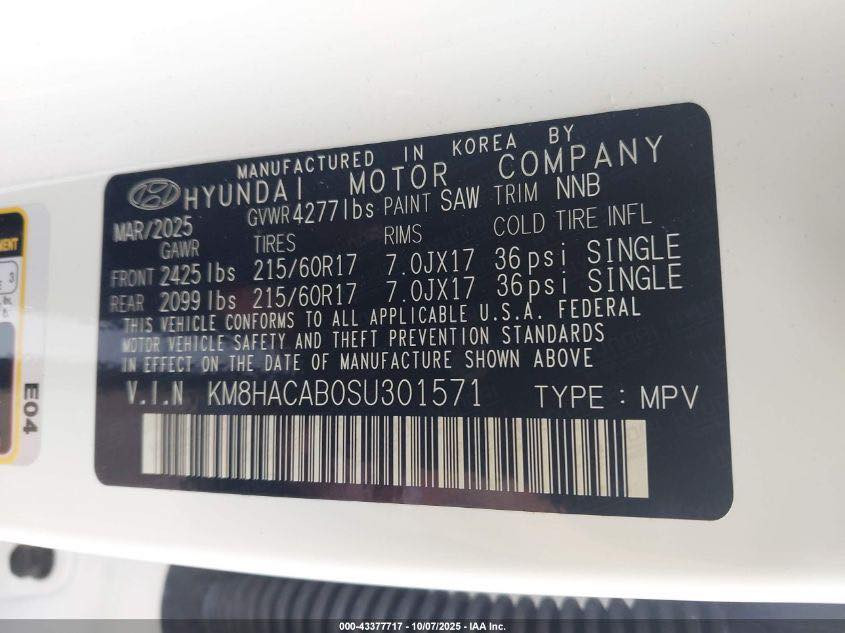 MANUFACTURED IN KOREA BY
HYUNDAI MOTOR COMPANY
MAR/2025 GVWR 4277lbs PAINT SAW TRIM NNB
GAWR TIRES RIMS COLD TIRE INFL
FRONT 2425lbs 215/60R17 7.0JX17 36psi SINGLE
REAR 2099lbs 215/60R17 7.0JX17 36psi SINGLE
THIS VEHICLE CONFORMS TO ALL APPLICABLE U.S.A. FEDERAL
MOTOR VEHICLE SAFETY AND THEFT PREVENTION STANDARDS
IN EFFECT ON THE DATE OF MANUFACTURE SHOWN ABOVE
V.I.N KM8HACAB0SU301571 TYPE : MPV
E04
3
000-43377717 - 10/07/2025 - IAA Inc.